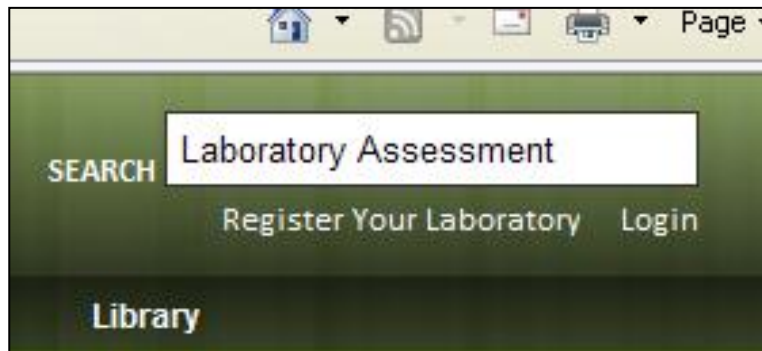 Page
SEARCH Laboratory Assessment
Register Your Laboratory Login
Library